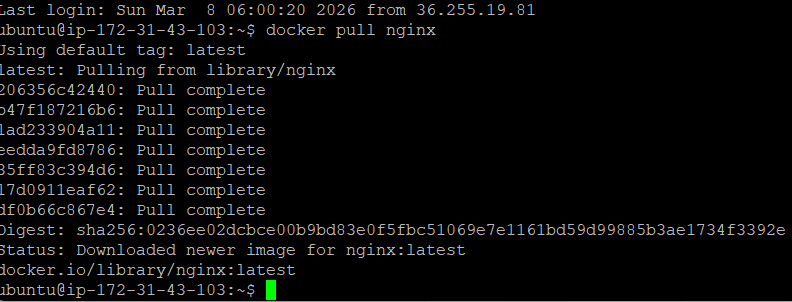 Last login: Sun Mar  8 06:00:20 2026 from 36.255.19.81
ubuntu@ip-172-31-43-103:~$ docker pull nginx
Using default tag: latest
latest: Pulling from library/nginx
206356c42440: Pull complete
b47f187216b6: Pull complete
1ad233904a11: Pull complete
eedda9fd8786: Pull complete
35ff83c394d6: Pull complete
17d0911eaf62: Pull complete
df0b66c867e4: Pull complete
Digest: sha256:0236ee02dcbce00b9bd83e0f5fbc51069e7e1161bd59d99885b3ae1734f3392e
Status: Downloaded newer image for nginx:latest
docker.io/library/nginx:latest
ubuntu@ip-172-31-43-103:~$